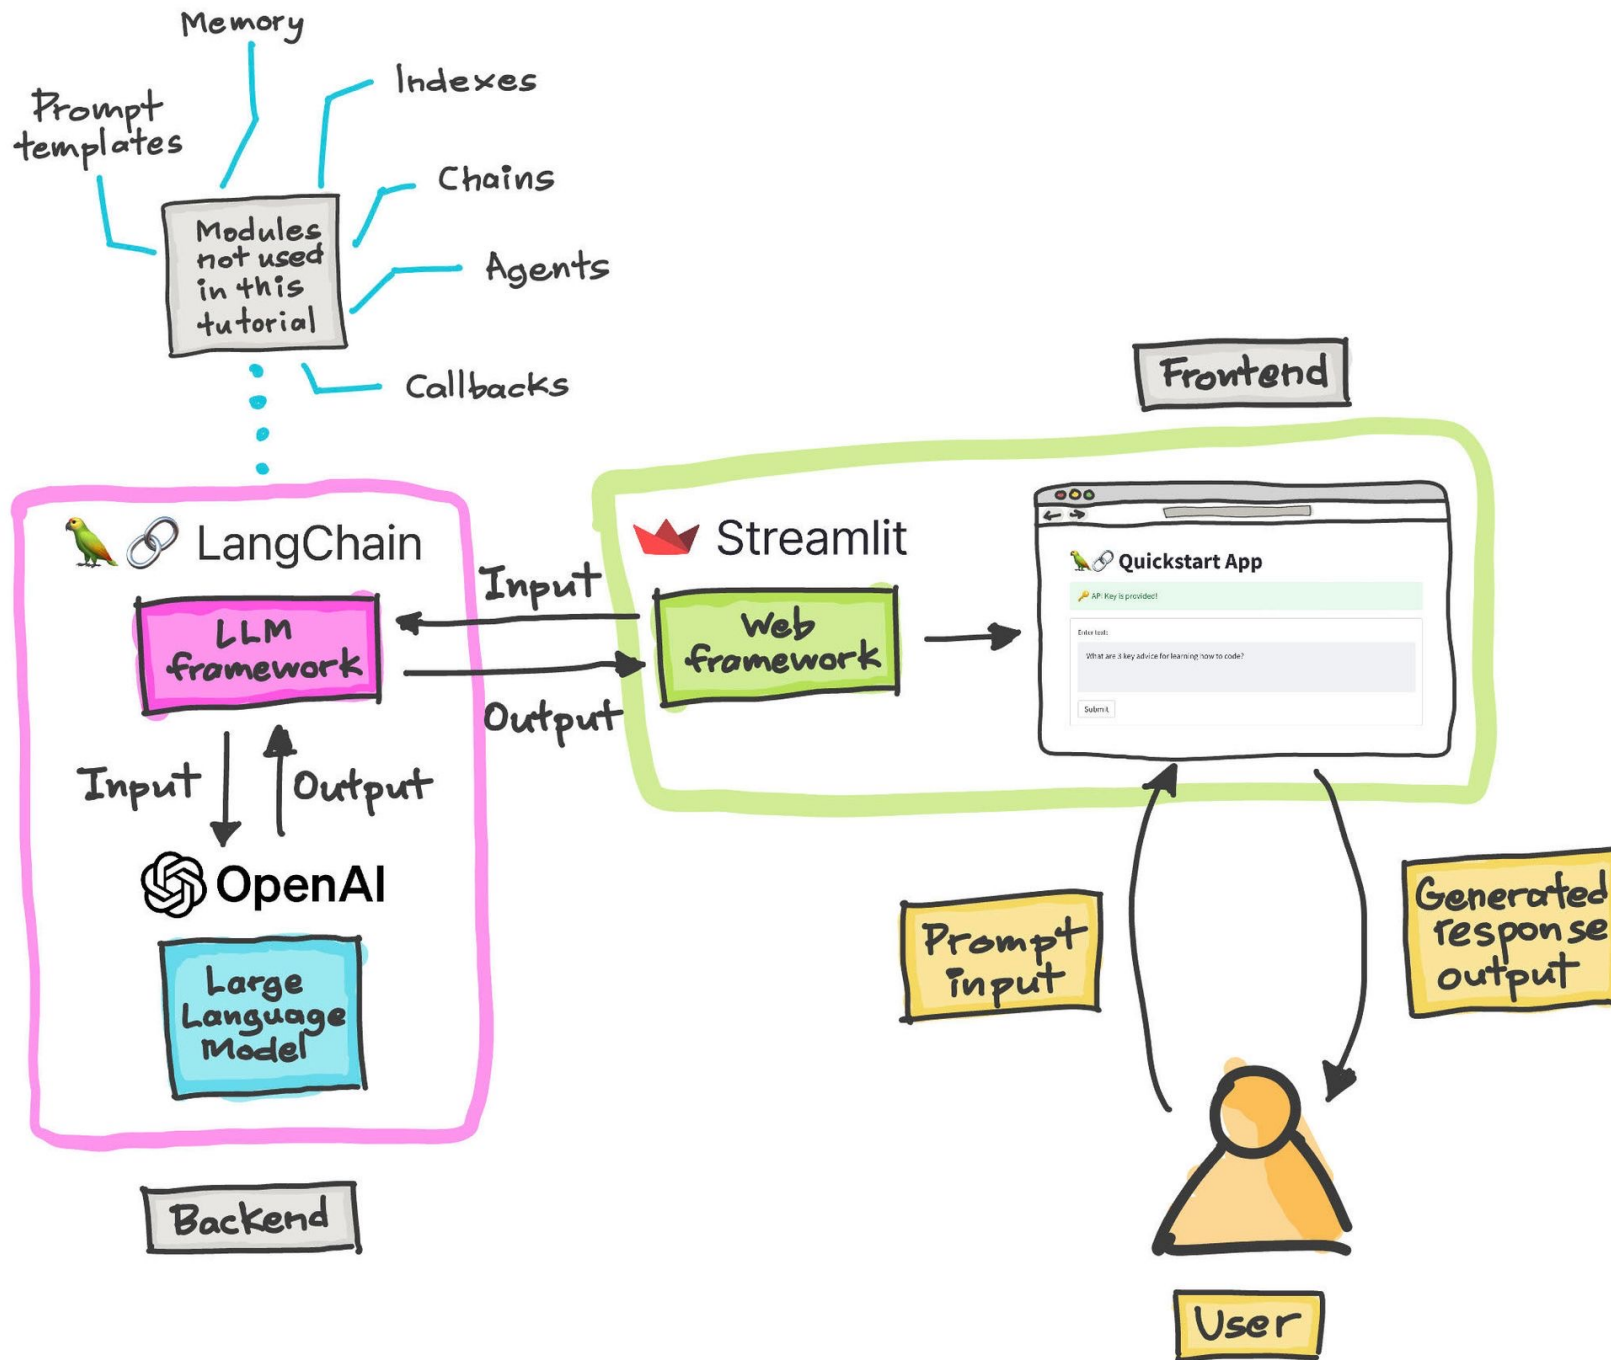 Memory
Indexes
Prompt
templates
Chains
Agents
Callbacks
Modules
not used
in this
tutorial
Frontend
LangChain
LLM
framework
Input
Output
Input
Output
OpenAI
Large
Language
Model
Backend
Streamlit
Web
framework
Quickstart App
API Key is provided!
Enter text:
What are 3 key advice for learning how to code?
Submit
Prompt
input
Generated
response
output
User